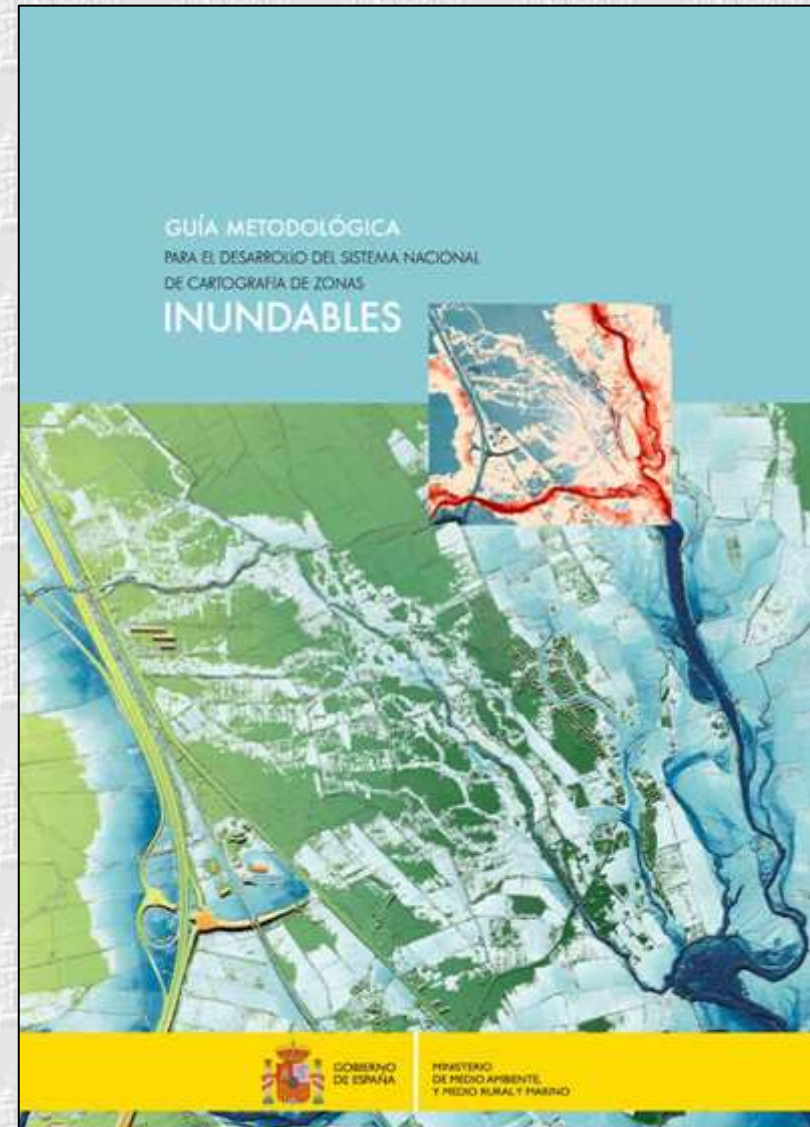 GUÍA METODOLÓGICA
PARA EL DESARROLLO DEL SISTEMA NACIONAL
DE CARTOGRAFÍA DE ZONAS
INUNDABLES
GOBIERNO
DE ESPAÑA
MINISTERIO
DE MEDIO AMBIENTE,
Y MEDIO RURAL Y MARINO